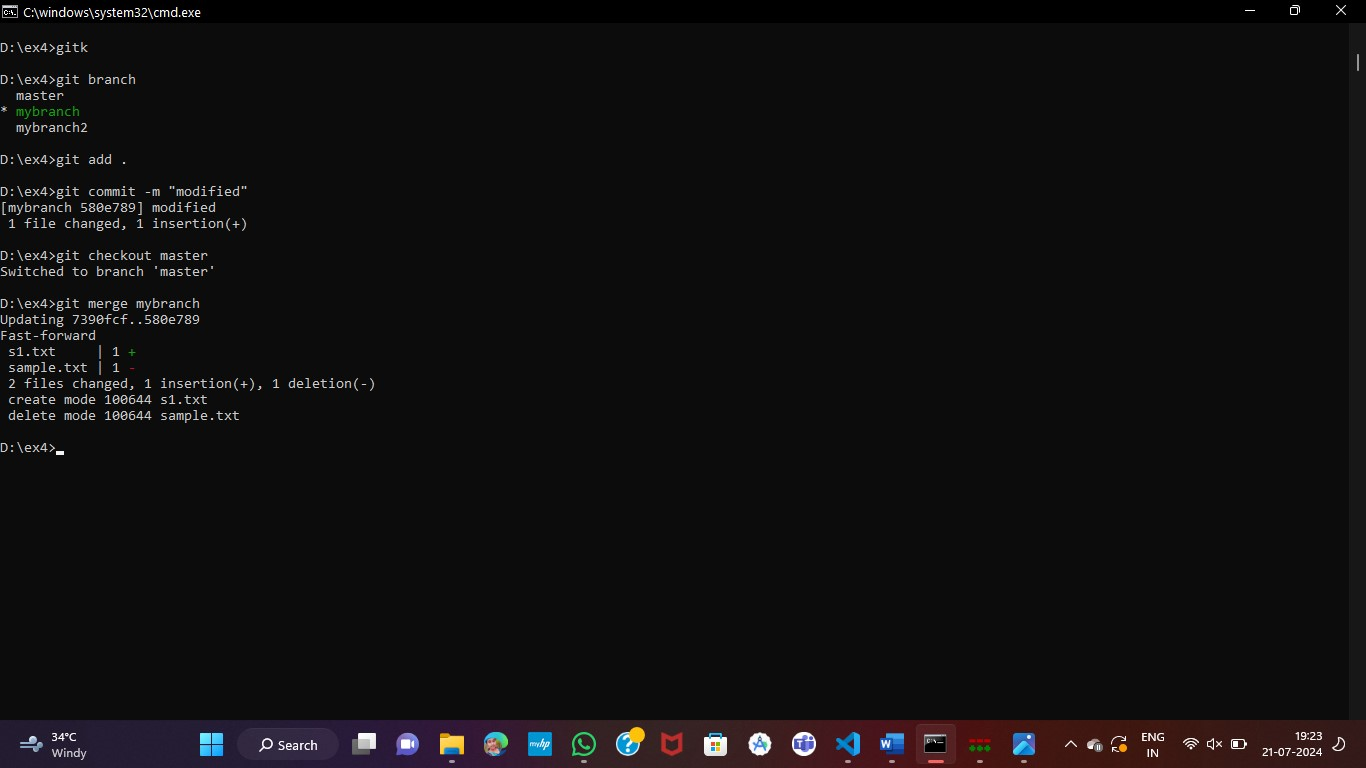 C:\windows\system32\cmd.exe
D:\ex4>gitk
D:\ex4>git branch
  master
* mybranch
  mybranch2
D:\ex4>git add .
D:\ex4>git commit -m "modified"
[mybranch 580e789] modified
 1 file changed, 1 insertion(+)
D:\ex4>git checkout master
Switched to branch 'master'
D:\ex4>git merge mybranch
Updating 7390fcf..580e789
Fast-forward
 s1.txt     | 1 +
 sample.txt | 1 -
 2 files changed, 1 insertion(+), 1 deletion(-)
 create mode 100644 s1.txt
 delete mode 100644 sample.txt
D:\ex4>
34°C
Windy
Search
myhp
ENG
IN
19:23
21-07-2024